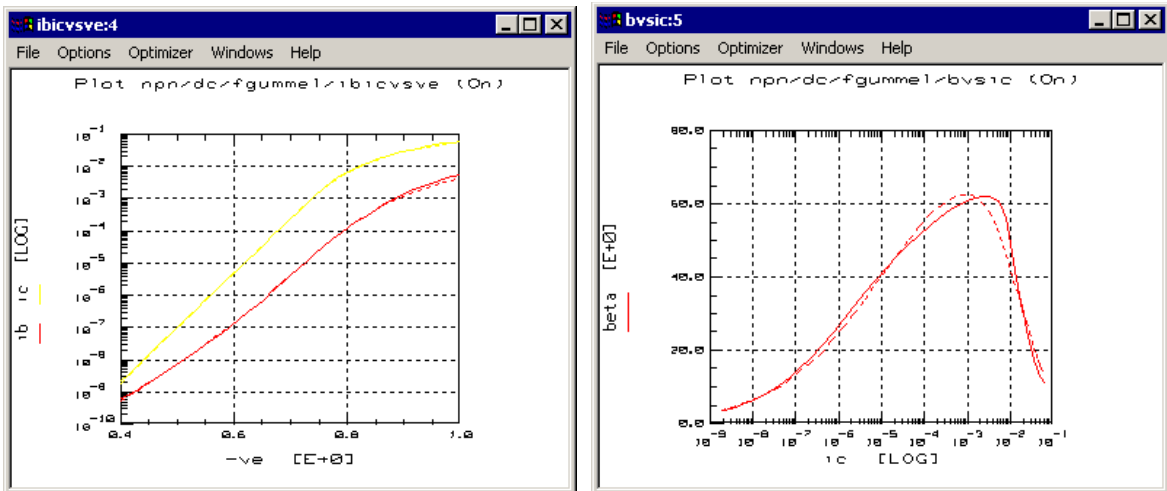 ibicvsve:4
File Options Optimizer Windows Help
Plot npn/dc/fgummel/ibicvsve (On)
ib ic [LOG]
10^-1
10^-2
10^-3
10^-4
10^-5
10^-6
10^-7
10^-8
10^-9
10^-10
0.4 0.6 0.8 1.0
-ve [E+0]
bvsic:5
File Options Optimizer Windows Help
Plot npn/dc/fgummel/bvsic (On)
beta [E+0]
80.0
60.0
40.0
20.0
0.0
10^-9 10^-8 10^-7 10^-6 10^-5 10^-4 10^-3 10^-2 10^-1
ic [LOG]